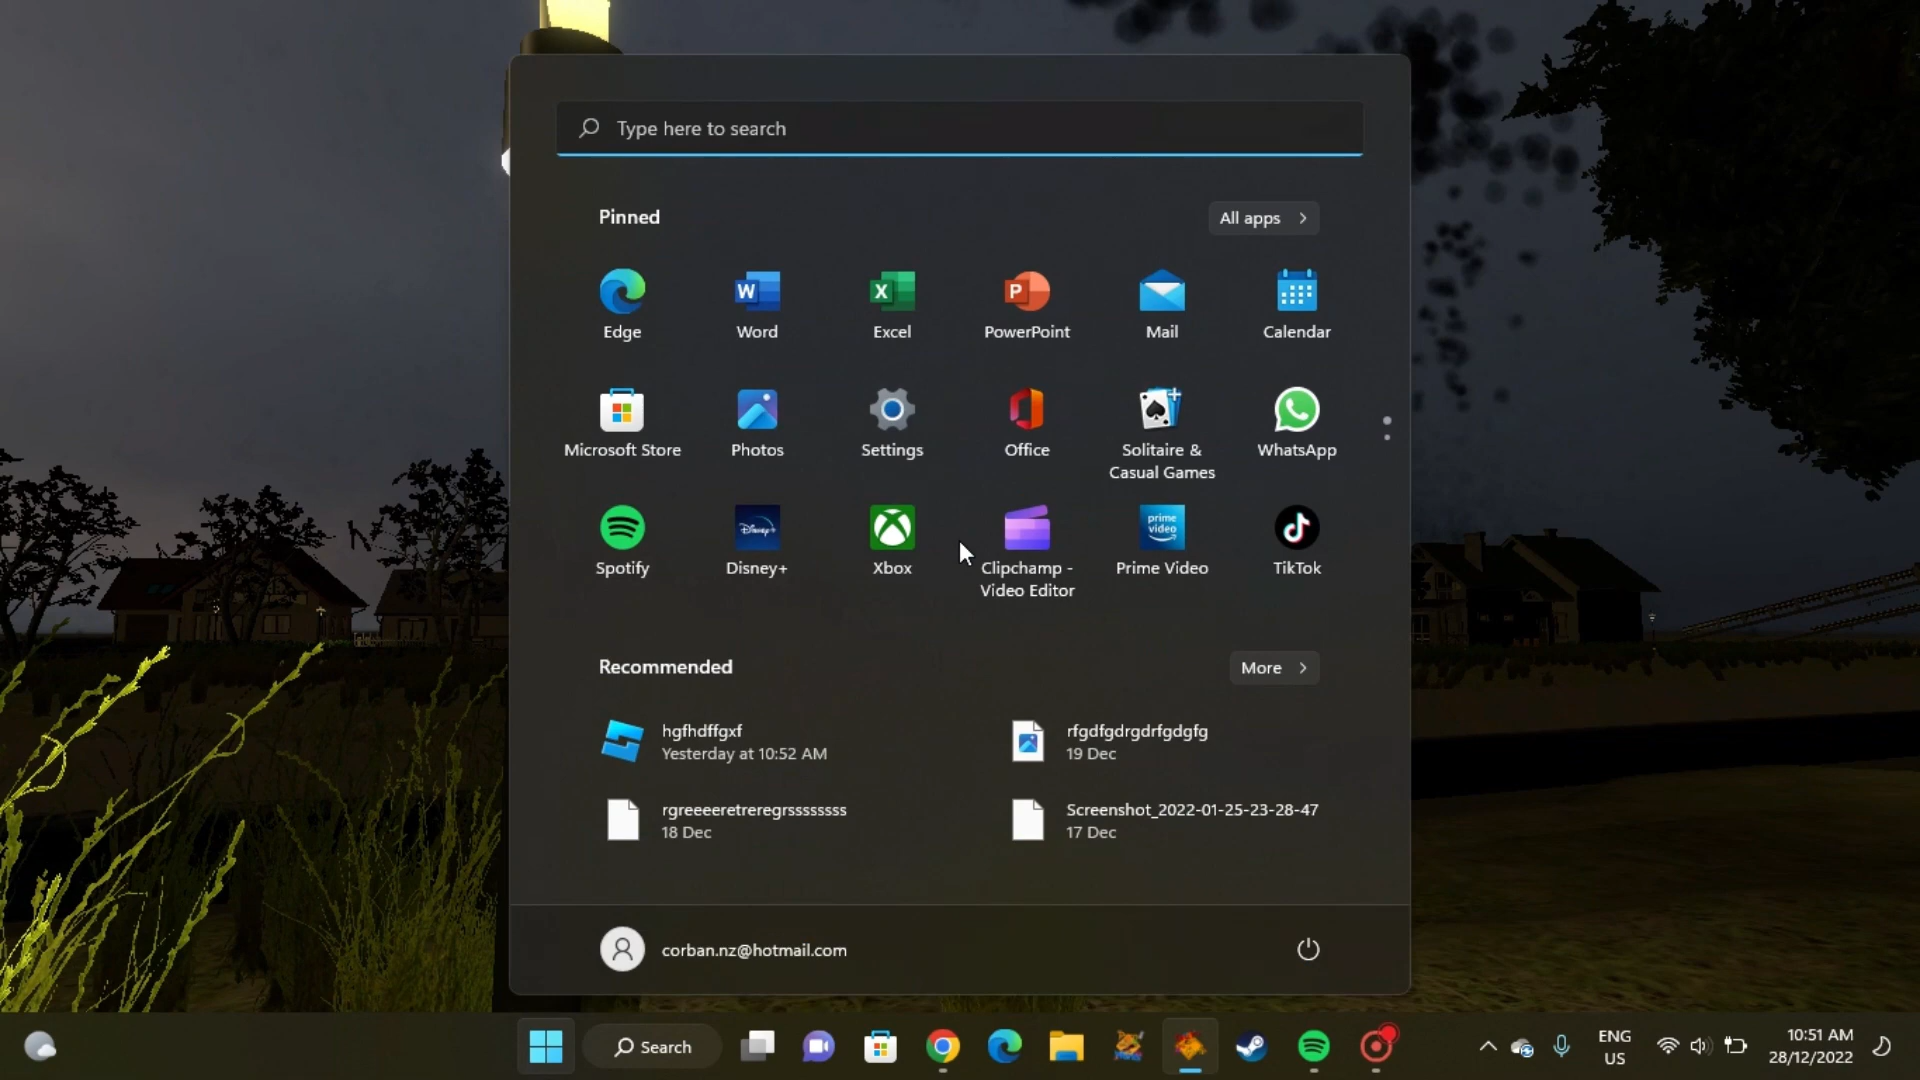 Type here to search
Pinned
All apps
Edge
Word
Excel
PowerPoint
Mail
Calendar
Microsoft Store
Photos
Settings
Office
Solitaire &
Casual Games
WhatsApp
Spotify
Disney+
Xbox
Clipchamp -
Video Editor
prime
video
Prime Video
TikTok
Recommended
More
hgfhdffgxf
Yesterday at 10:52 AM
rfgdfgdrgdrfgdgfg
19 Dec
rgreeeeretreregrssssssss
18 Dec
Screenshot_2022-01-25-23-28-47
17 Dec
corban.nz@hotmail.com
Search
ENG
US
10:51 AM
28/12/2022